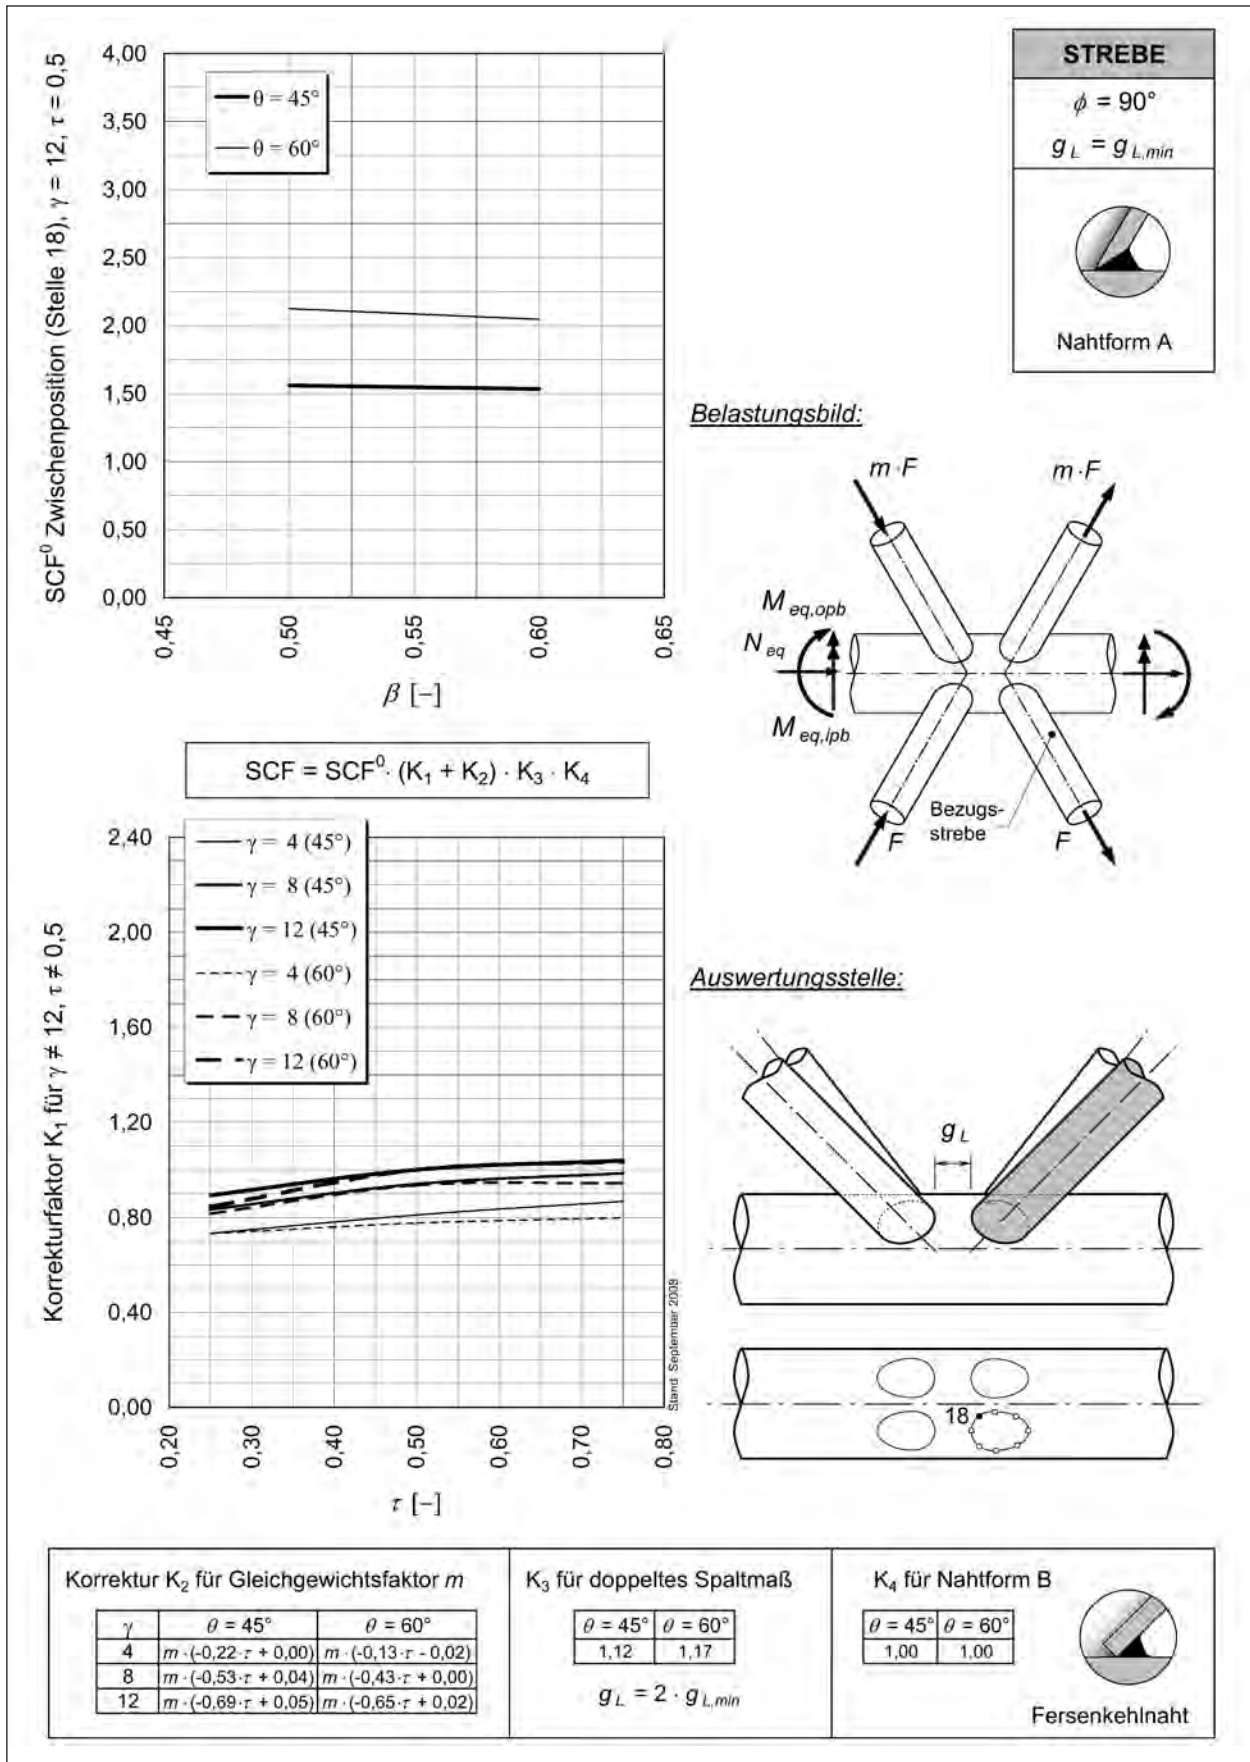 SCF⁰ Zwischenposition (Stelle 18), γ = 12, τ = 0,5
4,00
3,50
3,00
2,50
2,00
1,50
1,00
0,50
0,00
θ = 45°
θ = 60°
0,45
0,50
0,55
0,60
0,65
β [−]
STREBE
ϕ = 90°
g L = g L,min
Nahtform A
Belastungsbild:
m·F
m·F
M eq,opb
N eq
M eq,ipb
Bezugs-
strebe
F
F
SCF = SCF⁰· (K₁ + K₂) · K₃ · K₄
Korrekturfaktor K₁ für γ ≠ 12, τ ≠ 0,5
2,40
2,00
1,60
1,20
0,80
0,40
0,00
γ = 4 (45°)
γ = 8 (45°)
γ = 12 (45°)
γ = 4 (60°)
γ = 8 (60°)
γ = 12 (60°)
0,20
0,30
0,40
0,50
0,60
0,70
0,80
τ [−]
Stand September 2008
Auswertungsstelle:
g L
18
Korrektur K₂ für Gleichgewichtsfaktor m
γ θ = 45° θ = 60°
4 m·(-0,22·τ + 0,00) m·(-0,13·τ - 0,02)
8 m·(-0,53·τ + 0,04) m·(-0,43·τ + 0,00)
12 m·(-0,69·τ + 0,05) m·(-0,65·τ + 0,02)
K₃ für doppeltes Spaltmaß
θ = 45° θ = 60°
1,12 1,17
g L = 2 · g L,min
K₄ für Nahtform B
θ = 45° θ = 60°
1,00 1,00
Fersenkehlnaht